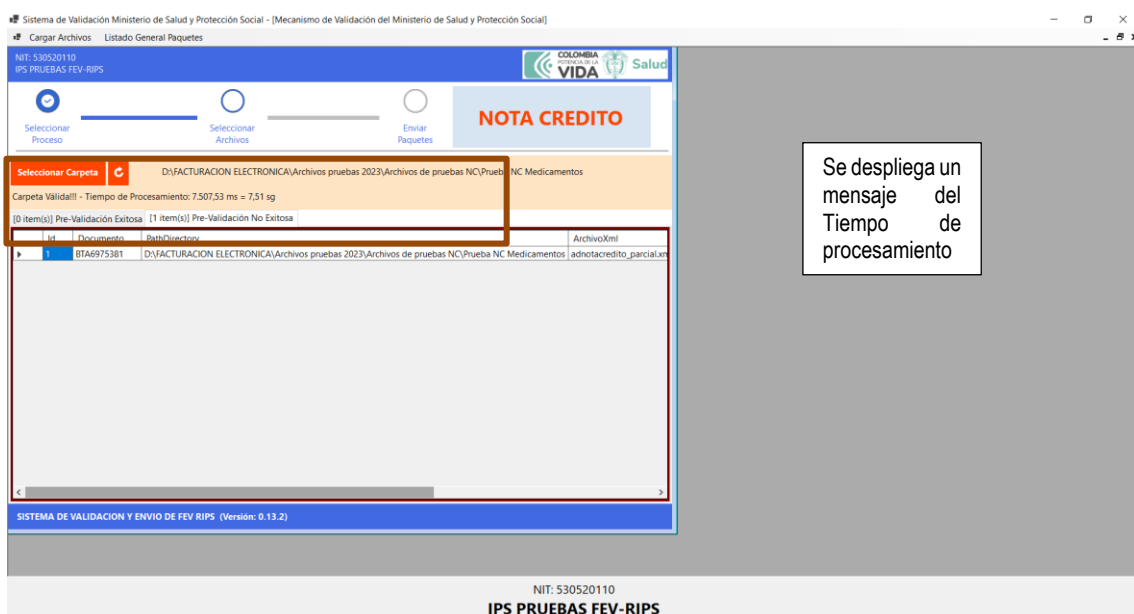 Sistema de Validación Ministerio de Salud y Protección Social - [Mecanismo de Validación del Ministerio de Salud y Protección Social]
Cargar Archivos Listado General Paquetes
NIT: 530520110
IPS PRUEBAS FEV-RIPS
COLOMBIA
POTENCIA DE LA
VIDA
Salud
Seleccionar
Proceso
Seleccionar
Archivos
Enviar
Paquetes
NOTA CREDITO
Seleccionar Carpeta D:\FACTURACION ELECTRONICA\Archivos pruebas 2023\Archivos de pruebas NC\Prueba NC Medicamentos
Carpeta Válida!!! - Tiempo de Procesamiento: 7.507,53 ms = 7,51 sg
[0 item(s)] Pre-Validación Exitosa [1 item(s)] Pre-Validación No Exitosa
Id Documento PathDirectory ArchivoXml
1 BTA6975381 D:\FACTURACION ELECTRONICA\Archivos pruebas 2023\Archivos de pruebas NC\Prueba NC Medicamentos adnotacredito_parcial.xm
SISTEMA DE VALIDACION Y ENVIO DE FEV RIPS (Versión: 0.13.2)
Se despliega un
mensaje del
Tiempo de
procesamiento
NIT: 530520110
IPS PRUEBAS FEV-RIPS